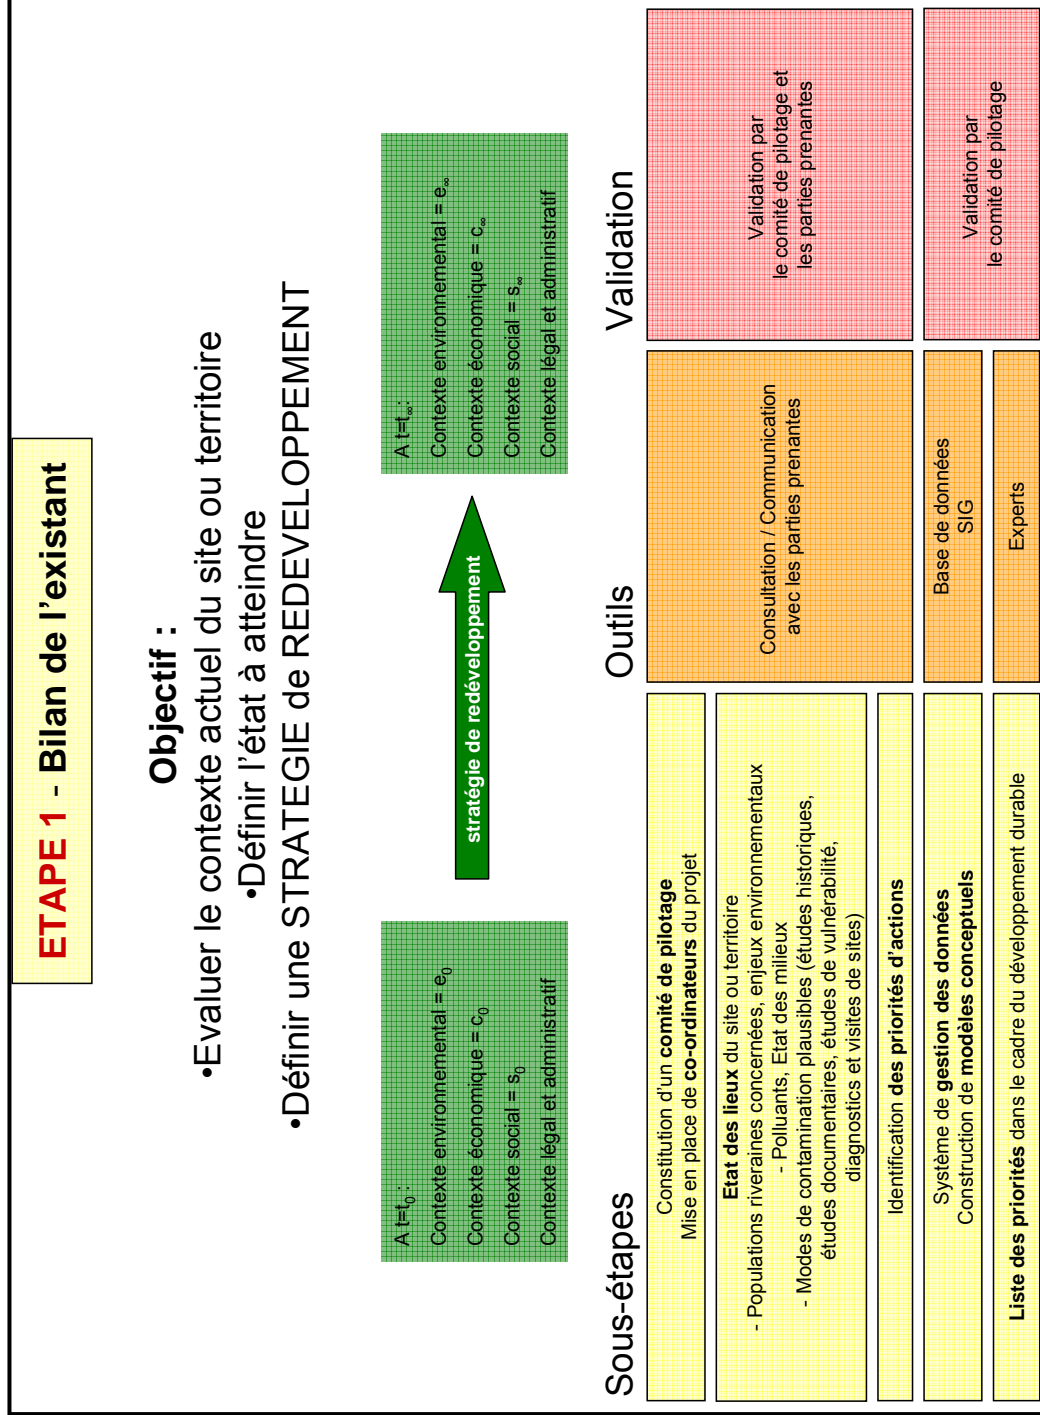 ETAPE 1 - Bilan de l'existant
Objectif :
•Evaluer le contexte actuel du site ou territoire
•Définir l'état à atteindre
•Définir une STRATEGIE de REDEVELOPPEMENT
A t=t₀ :
Contexte environnemental = e₀
Contexte économique = c₀
Contexte social = s₀
Contexte légal et administratif
stratégie de redéveloppement
A t=t∞:
Contexte environnemental = e∞
Contexte économique = c∞
Contexte social = s∞
Contexte légal et administratif
Sous-étapes
Outils
Validation
Constitution d'un comité de pilotage
Mise en place de co-ordinateurs du projet
Etat des lieux du site ou territoire
- Populations riveraines concernées, enjeux environnementaux
- Polluants, Etat des milieux
- Modes de contamination plausibles (études historiques,
études documentaires, études de vulnérabilité,
diagnostics et visites de sites)
Identification des priorités d'actions
Consultation / Communication
avec les parties prenantes
Validation par
le comité de pilotage et
les parties prenantes
Système de gestion des données
Construction de modèles conceptuels
Base de données
SIG
Validation par
le comité de pilotage
Liste des priorités dans le cadre du développement durable
Experts